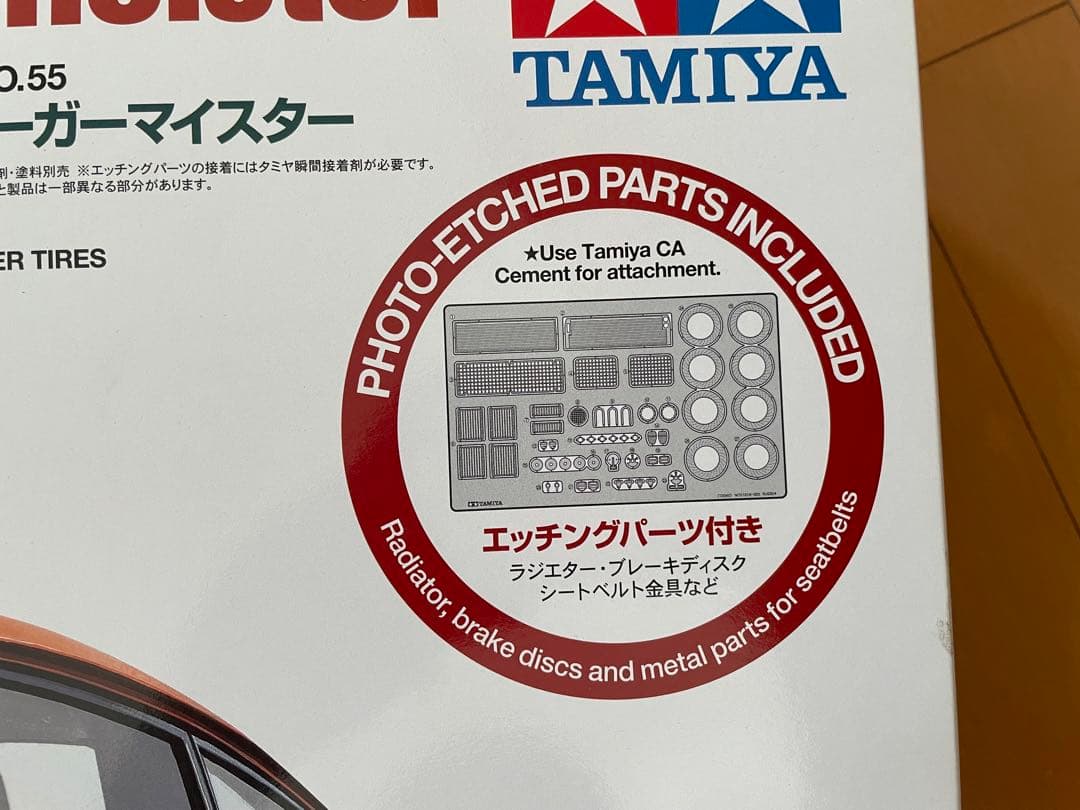 TAMIYA
O.55
ーガーマイスター
剤・塗料別売 ※エッチングパーツの接着にはタミヤ瞬間接着剤が必要です。
と製品は一部異なる部分があります。
ER TIRES
PHOTO-ETCHED PARTS INCLUDED
★Use Tamiya CA
Cement for attachment.
TAMIYA
エッチングパーツ付き
ラジエター・ブレーキディスク
シートベルト金具など
Radiator, brake discs and metal parts for seatbelts